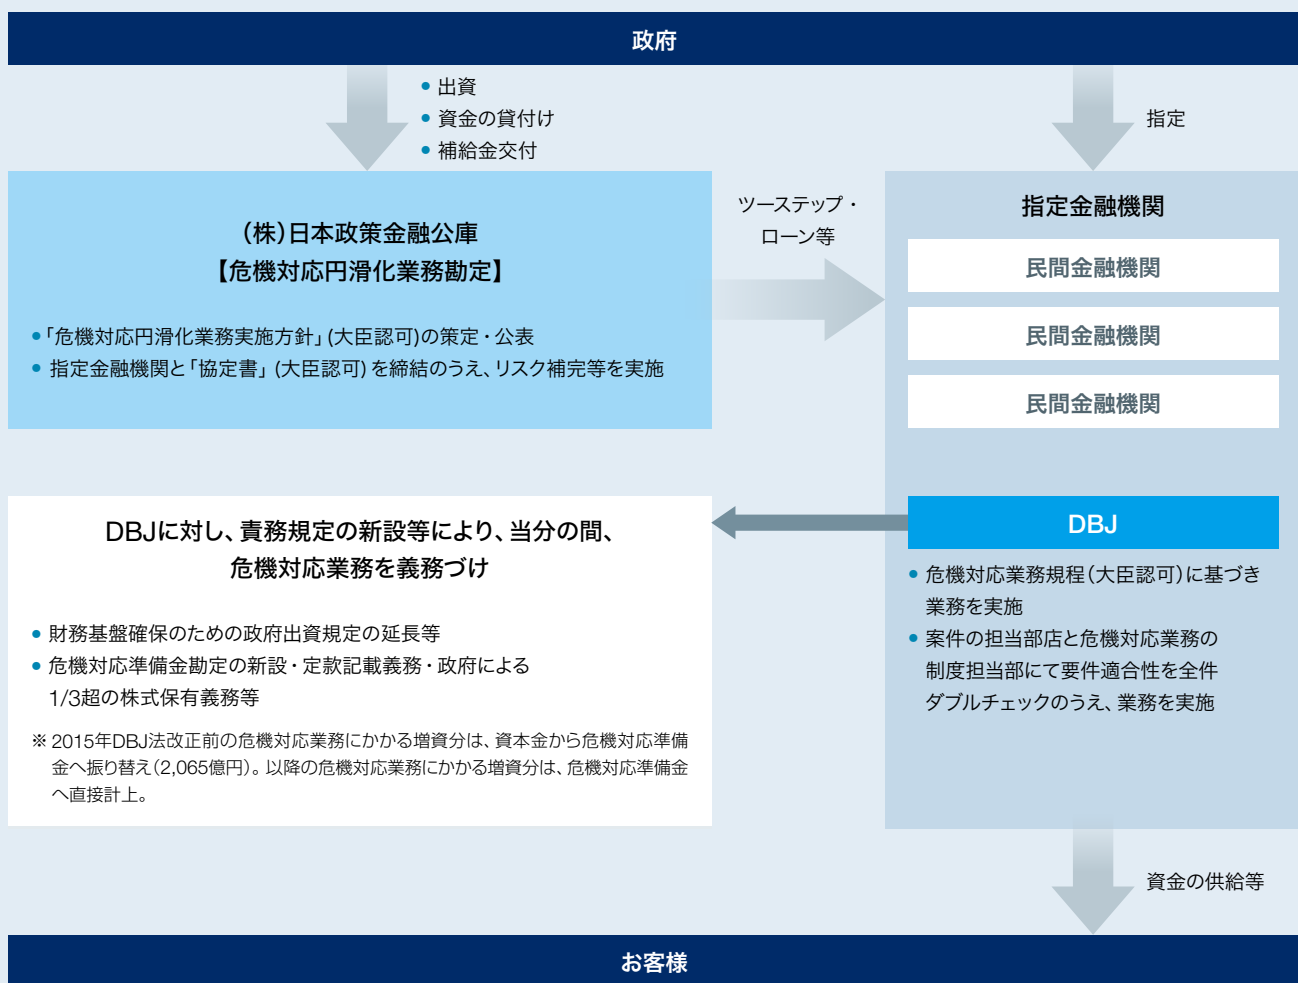 政府
• 出資
• 資金の貸付け
• 補給金交付
指定
(株)日本政策金融公庫
【危機対応円滑化業務勘定】
•「危機対応円滑化業務実施方針」(大臣認可)の策定・公表
• 指定金融機関と「協定書」(大臣認可)を締結のうえ、リスク補完等を実施
ツーステップ・
ローン等
指定金融機関
民間金融機関
民間金融機関
民間金融機関
DBJ
• 危機対応業務規程(大臣認可)に基づき
業務を実施
• 案件の担当部店と危機対応業務の
制度担当部にて要件適合性を全件
ダブルチェックのうえ、業務を実施
DBJに対し、責務規定の新設等により、当分の間、
危機対応業務を義務づけ
• 財務基盤確保のための政府出資規定の延長等
• 危機対応準備金勘定の新設・定款記載義務・政府による
1/3超の株式保有義務等
※ 2015年DBJ法改正前の危機対応業務にかかる増資分は、資本金から危機対応準備
金へ振り替え(2,065億円)。以降の危機対応業務にかかる増資分は、危機対応準備金
へ直接計上。
資金の供給等
お客様